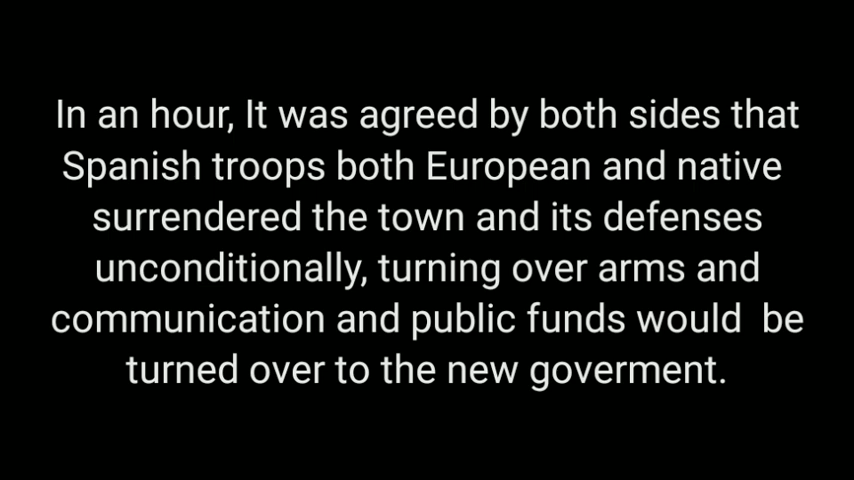 In an hour, It was agreed by both sides that
Spanish troops both European and native
surrendered the town and its defenses
unconditionally, turning over arms and
communication and public funds would  be
turned over to the new goverment.